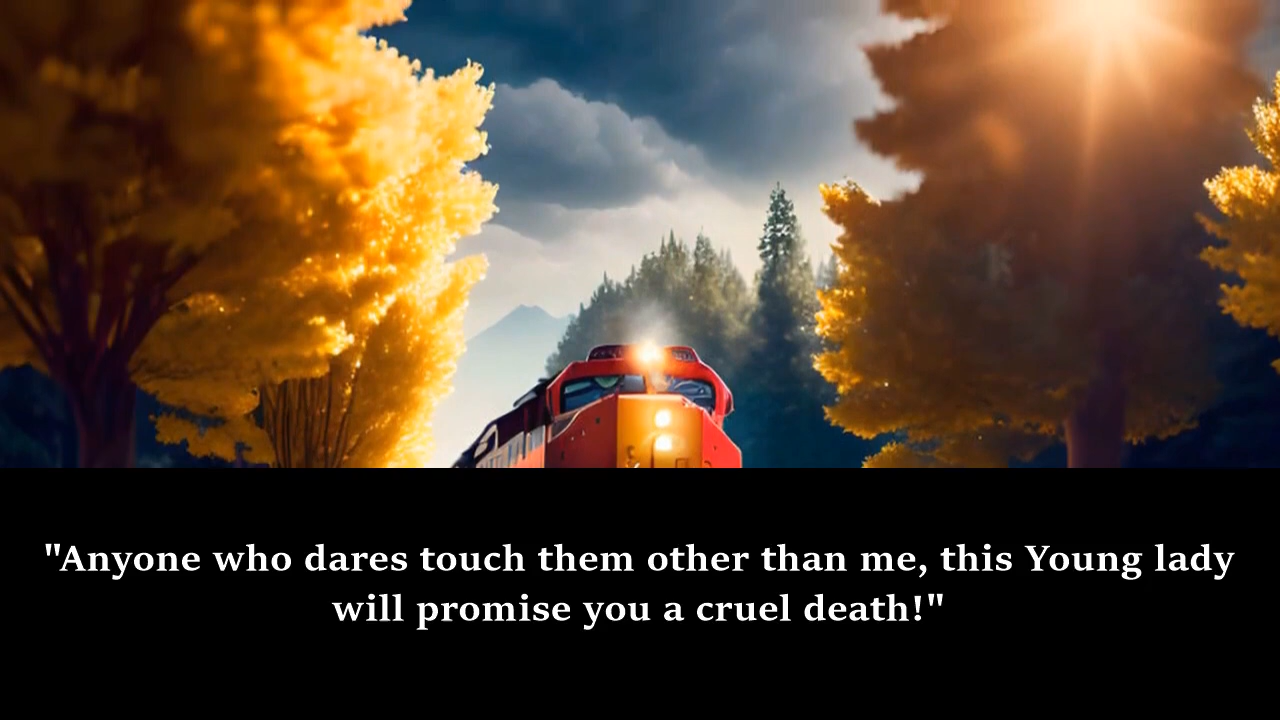 "Anyone who dares touch them other than me, this Young lady
will promise you a cruel death!"